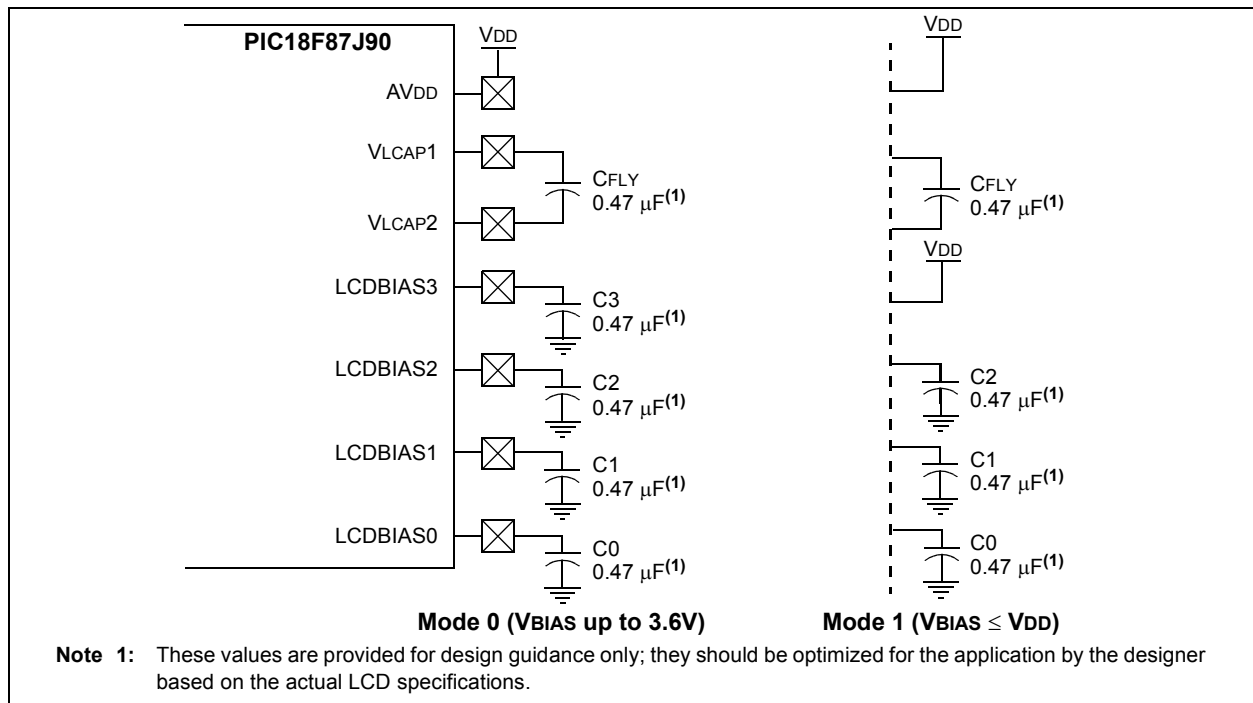 PIC18F87J90
VDD
AVDD
VLCAP1
CFLY
0.47 μF(1)
VLCAP2
LCDBIAS3
C3
0.47 μF(1)
LCDBIAS2
C2
0.47 μF(1)
LCDBIAS1
C1
0.47 μF(1)
LCDBIAS0
C0
0.47 μF(1)
Mode 0 (VBIAS up to 3.6V)
VDD
CFLY
0.47 μF(1)
VDD
C2
0.47 μF(1)
C1
0.47 μF(1)
C0
0.47 μF(1)
Mode 1 (VBIAS ≤ VDD)
Note 1: These values are provided for design guidance only; they should be optimized for the application by the designer
based on the actual LCD specifications.